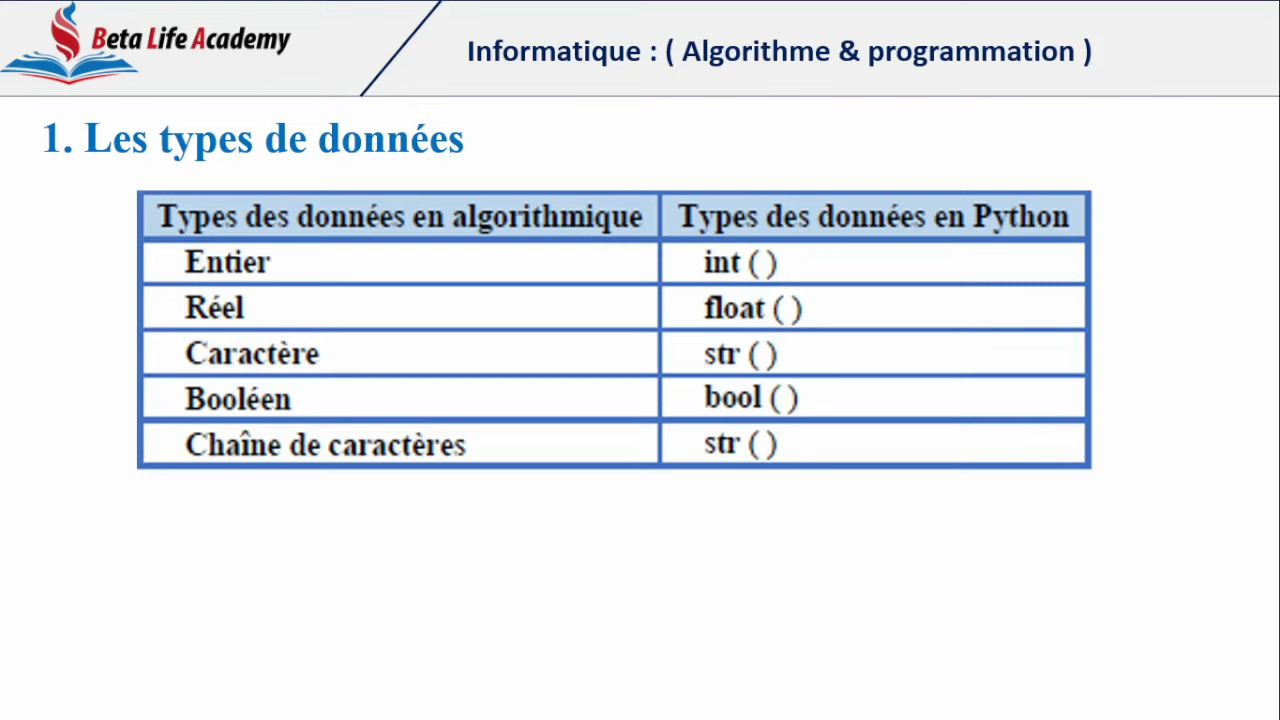 Beta Life Academy
Informatique : ( Algorithme & programmation )
1. Les types de données
Types des données en algorithmique Types des données en Python
Entier int ( )
Réel float ( )
Caractère str ( )
Booléen bool ( )
Chaîne de caractères str ( )